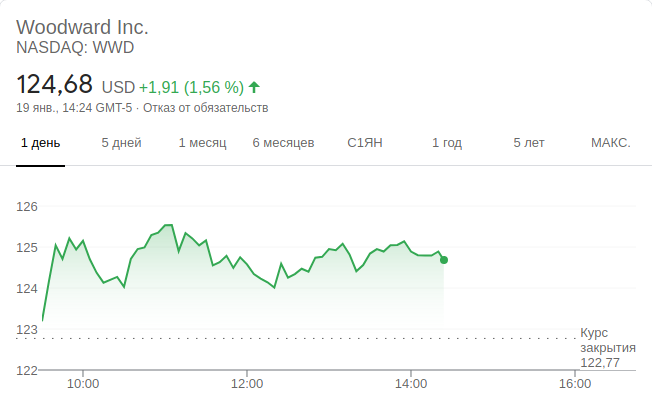 Woodward Inc.
NASDAQ: WWD
124,68 USD +1,91 (1,56 %)
19 янв., 14:24 GMT-5 · Отказ от обязательств
1 день 5 дней 1 месяц 6 месяцев С1ЯН 1 год 5 лет МАКС.
126
125
124
123
122
Курс
закрытия
122,77
10:00 12:00 14:00 16:00